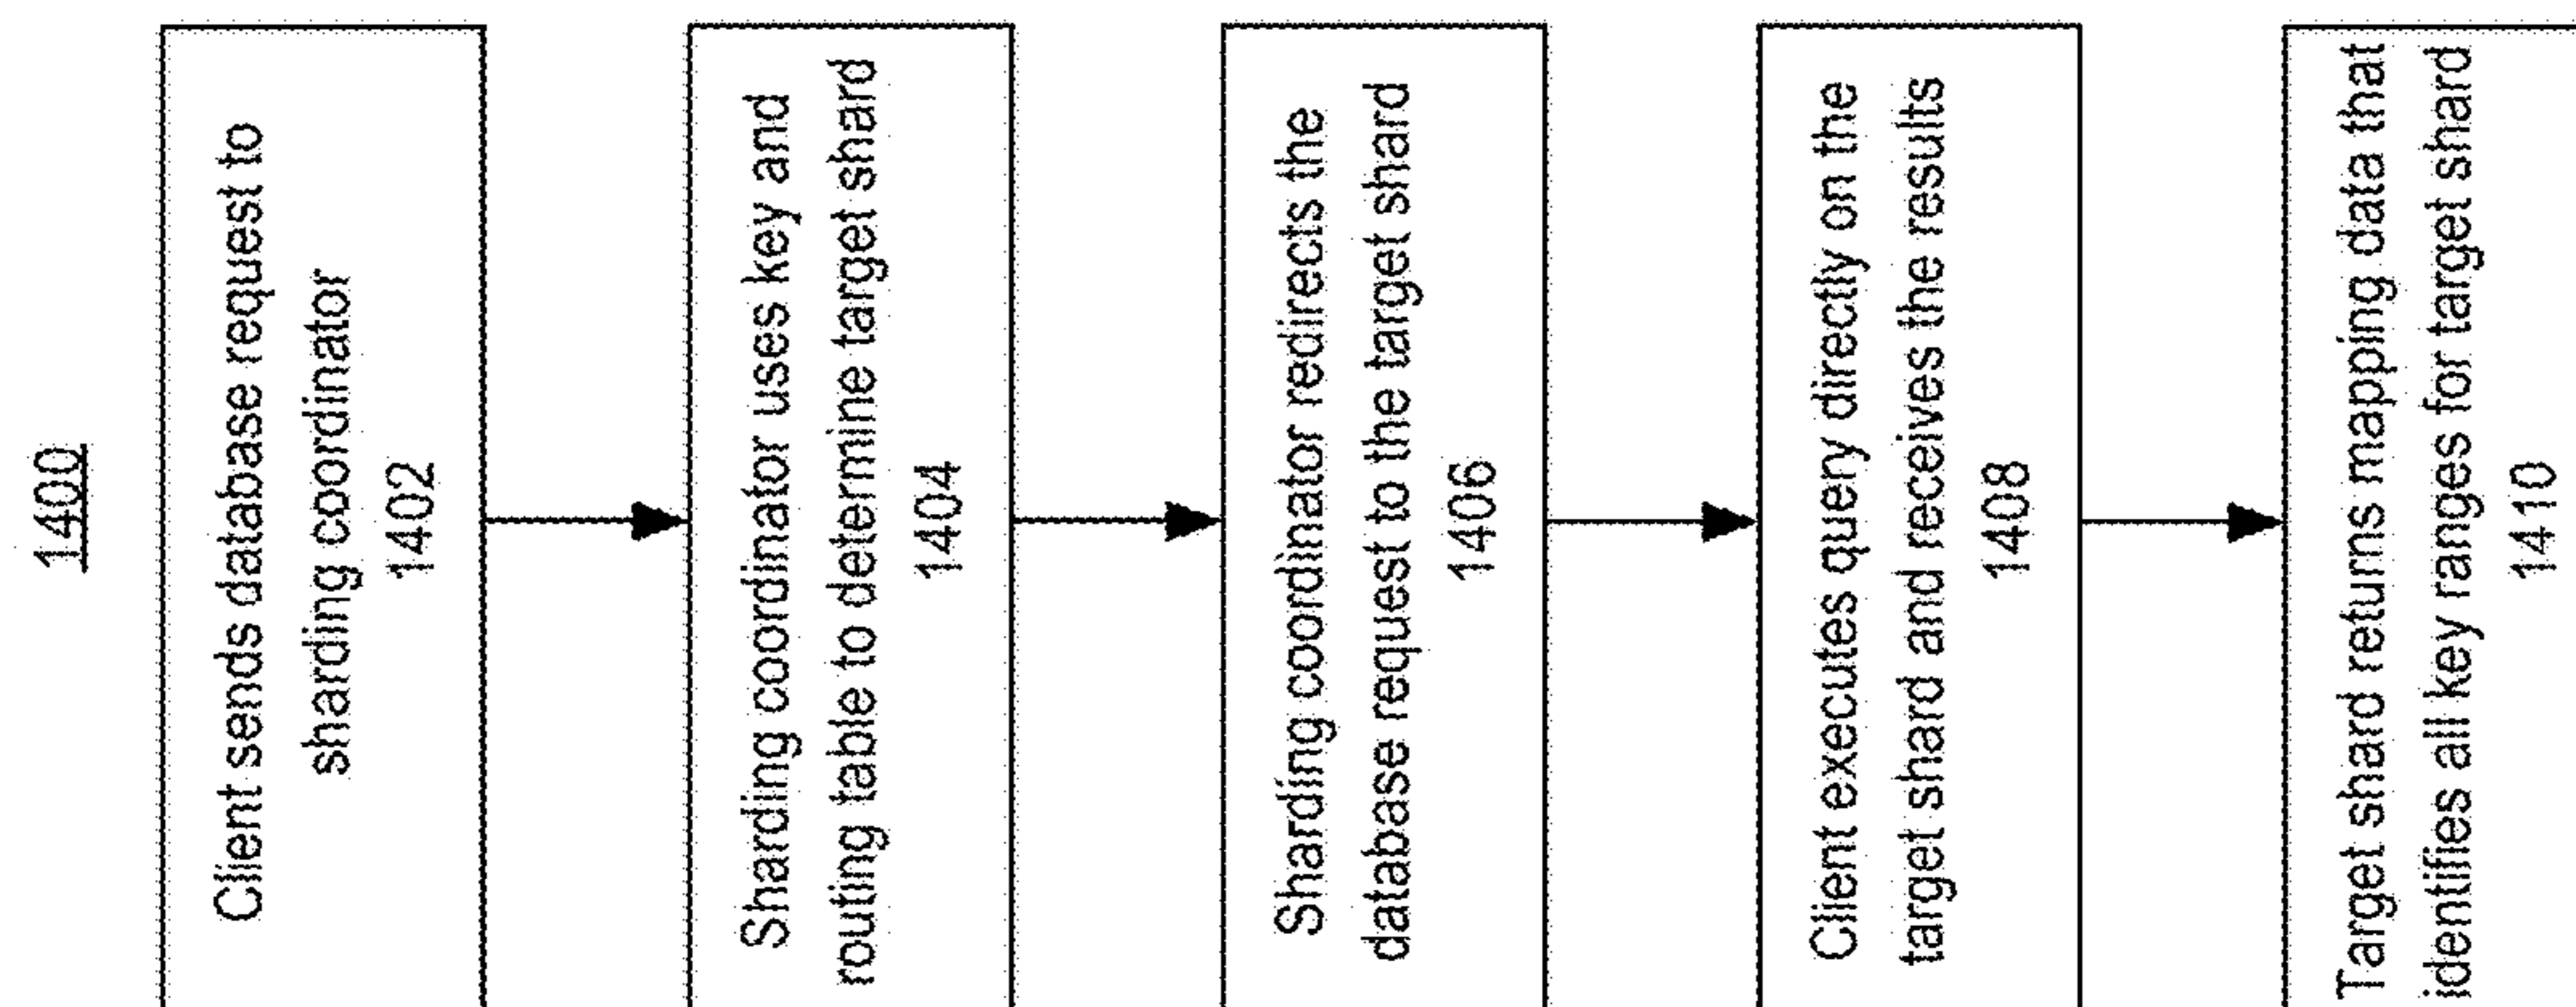 1400
Client sends database request to
sharding coordinator
1402
Sharding coordinator uses key and
routing table to determine target shard
1404
Sharding coordinator redirects the
database request to the target shard
1406
Client executes query directly on the
target shard and receives the results
1408
Target shard returns mapping data that
identifies all key ranges for target shard
1410